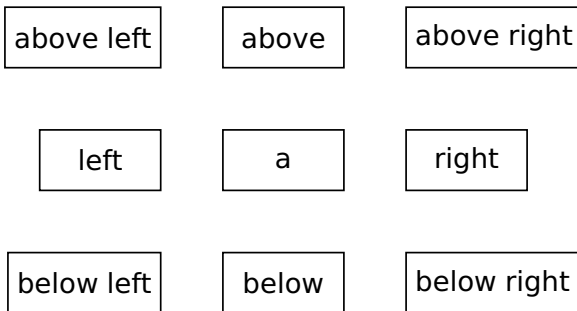 above left
above
above right
left
a
right
below left
below
below right